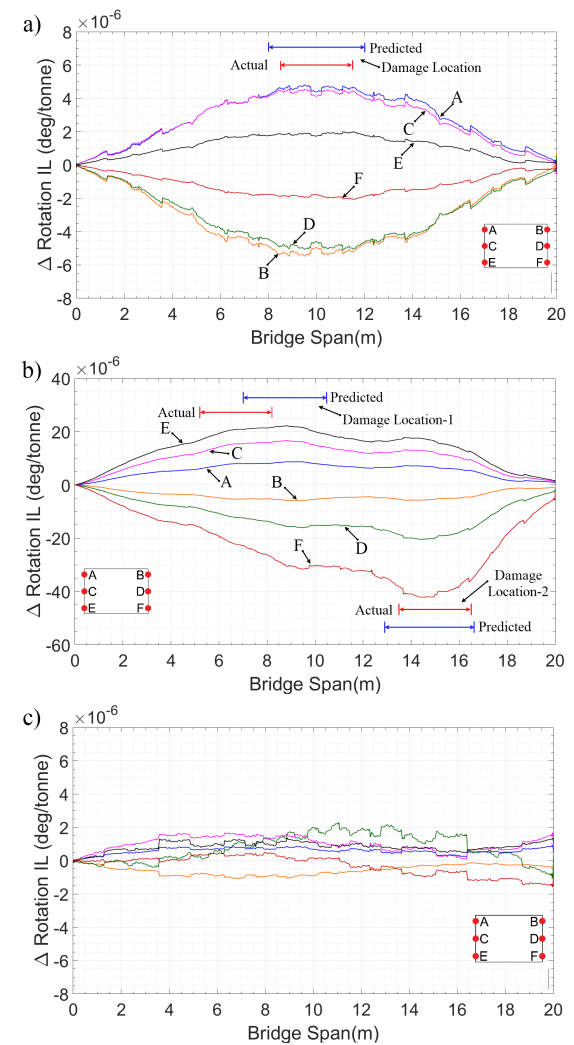 a)
×10⁻⁶
8
6
4
2
0
-2
-4
-6
-8
Δ Rotation IL (deg/tonne)
Predicted
Actual
Damage Location
A
C
E
F
D
B
A B
C D
E F
0 2 4 6 8 10 12 14 16 18 20
Bridge Span(m)
b)
×10⁻⁶
40
20
0
-20
-40
-60
Δ Rotation IL (deg/tonne)
Predicted
Actual
Damage Location-1
E
C
A
B
D
F
A B
C D
E F
Damage
Location-2
Actual
Predicted
0 2 4 6 8 10 12 14 16 18 20
Bridge Span(m)
c)
×10⁻⁶
8
6
4
2
0
-2
-4
-6
-8
Δ Rotation IL (deg/tonne)
A B
C D
E F
0 2 4 6 8 10 12 14 16 18 20
Bridge Span(m)